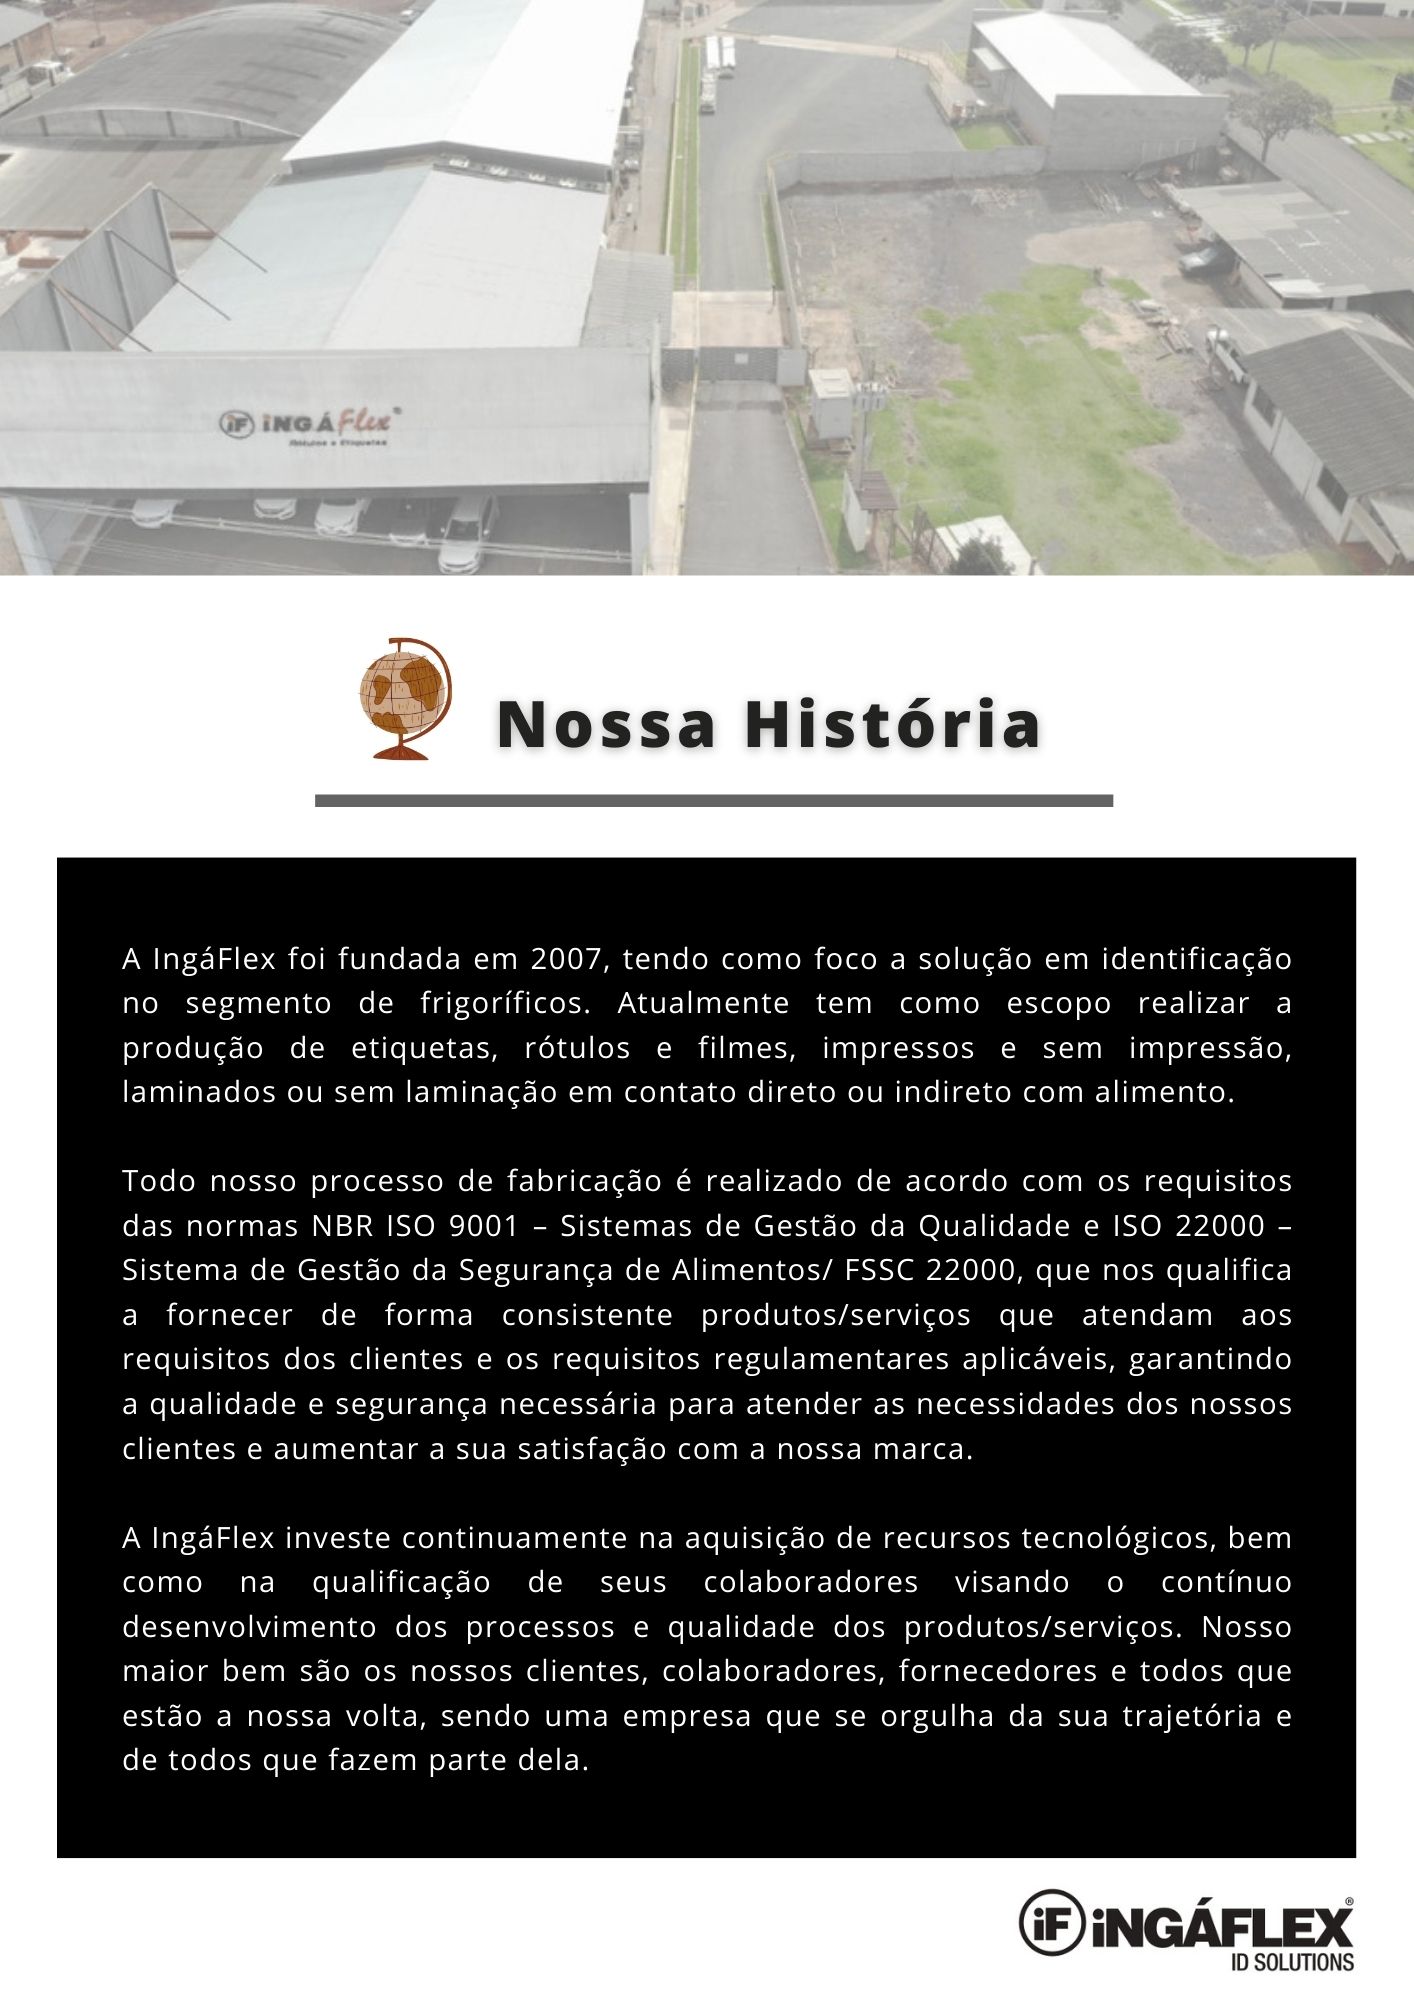 iF iNGÁFlex®
Rótulos e Etiquetas
Nossa História
A IngáFlex foi fundada em 2007, tendo como foco a solução em identificação
no segmento de frigoríficos. Atualmente tem como escopo realizar a
produção de etiquetas, rótulos e filmes, impressos e sem impressão,
laminados ou sem laminação em contato direto ou indireto com alimento.
Todo nosso processo de fabricação é realizado de acordo com os requisitos
das normas NBR ISO 9001 – Sistemas de Gestão da Qualidade e ISO 22000 –
Sistema de Gestão da Segurança de Alimentos/ FSSC 22000, que nos qualifica
a fornecer de forma consistente produtos/serviços que atendam aos
requisitos dos clientes e os requisitos regulamentares aplicáveis, garantindo
a qualidade e segurança necessária para atender as necessidades dos nossos
clientes e aumentar a sua satisfação com a nossa marca.
A IngáFlex investe continuamente na aquisição de recursos tecnológicos, bem
como na qualificação de seus colaboradores visando o contínuo
desenvolvimento dos processos e qualidade dos produtos/serviços. Nosso
maior bem são os nossos clientes, colaboradores, fornecedores e todos que
estão a nossa volta, sendo uma empresa que se orgulha da sua trajetória e
de todos que fazem parte dela.
iF iNGÁFLEX®
ID SOLUTIONS